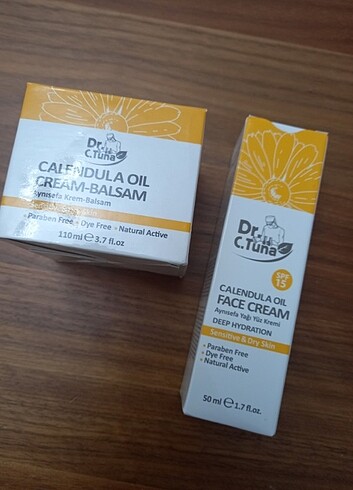 Dr.
C.Tuna
CALENDULA OIL
CREAM-BALSAM
Aynısefa Krem-Balsam
Paraben Free • Dye Free • Natural Active
110 ml e 3.7 fl.oz
Dr.
C.Tuna
SPF
15
CALENDULA OIL
FACE CREAM
Aynısefa Yağı Yüz Kremi
DEEP HYDRATION
Sensitive & Dry Skin
• Paraben Free
• Dye Free
• Natural Active
50 ml e 1.7 fl.oz.